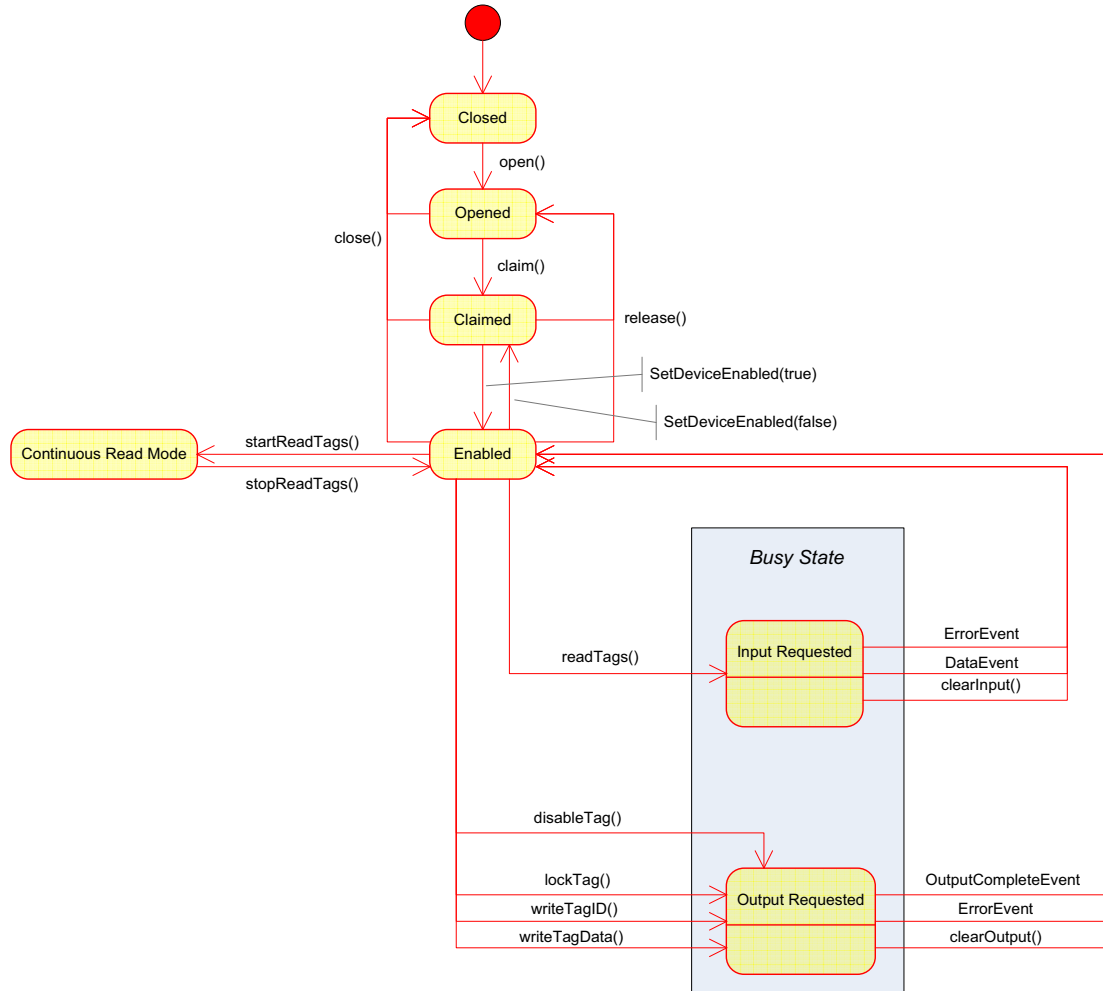 Closed
open()
Opened
close()
claim()
Claimed
release()
SetDeviceEnabled(true)
SetDeviceEnabled(false)
startReadTags()
Continuous Read Mode
Enabled
stopReadTags()
Busy State
ErrorEvent
Input Requested
readTags()
DataEvent
clearInput()
disableTag()
lockTag()
OutputCompleteEvent
Output Requested
writeTagID()
ErrorEvent
writeTagData()
clearOutput()